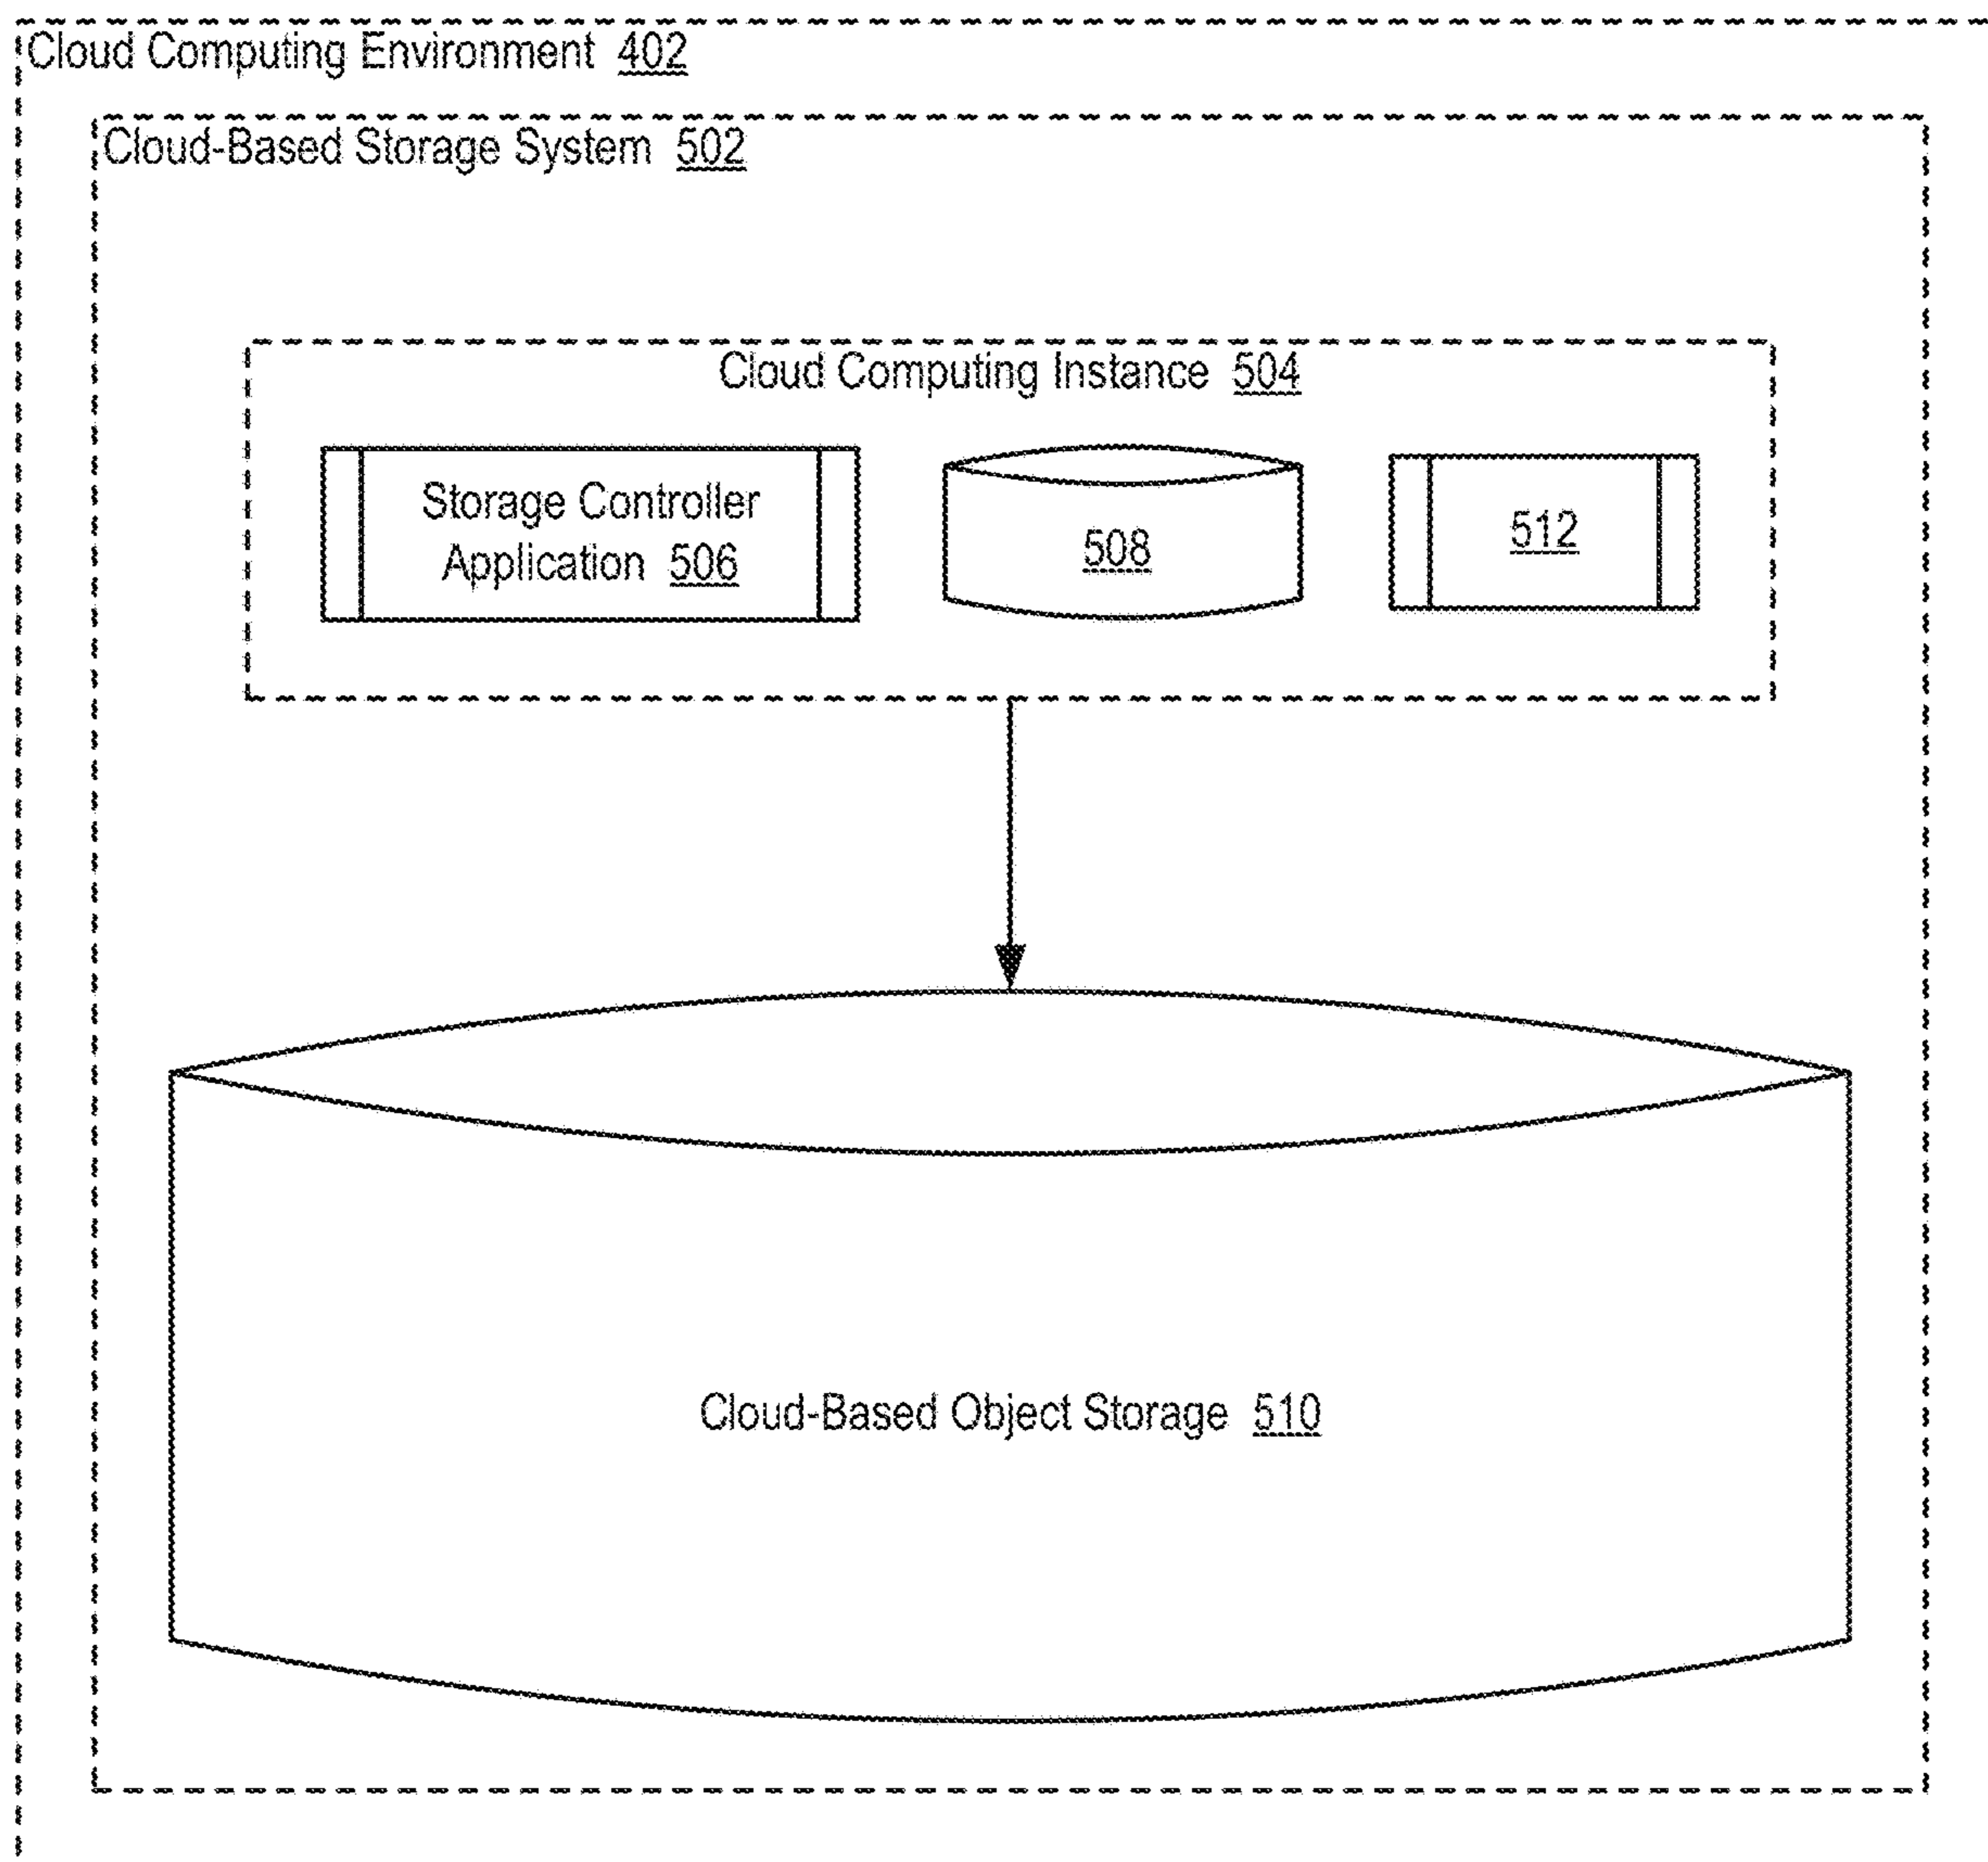 Cloud Computing Environment 402
Cloud-Based Storage System 502
Cloud Computing Instance 504
Storage Controller
Application 506
508
512
Cloud-Based Object Storage 510